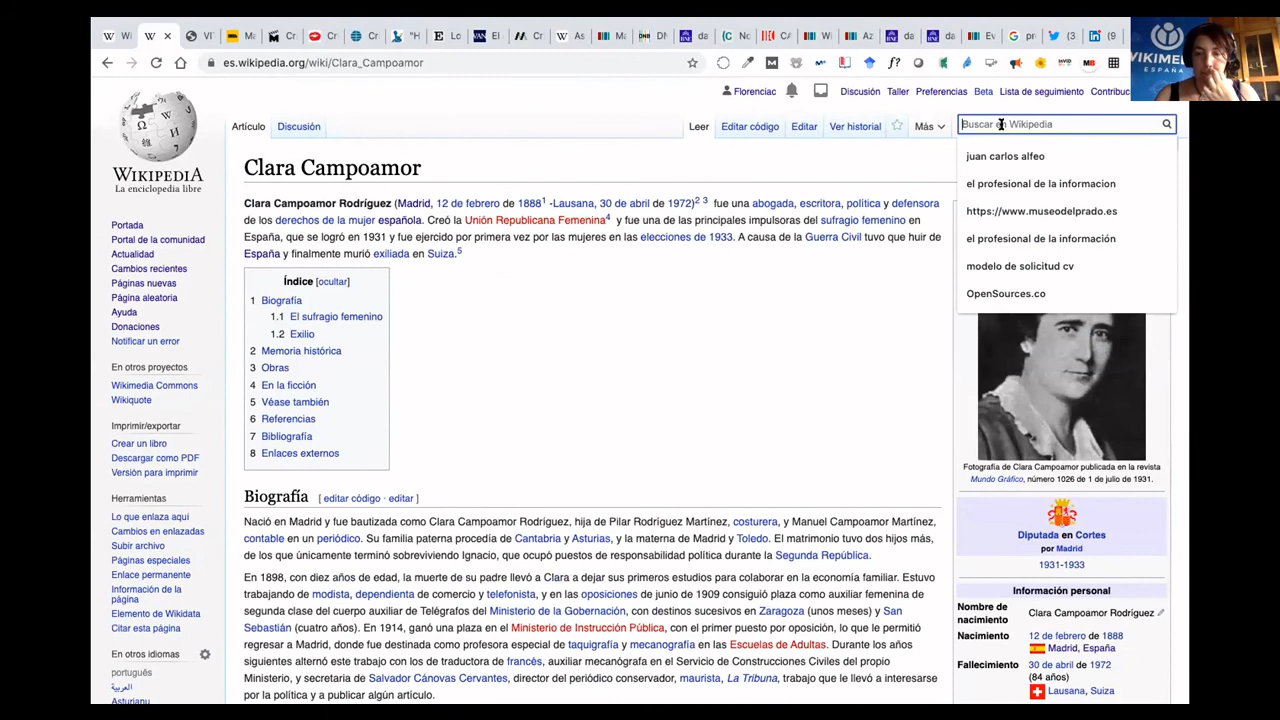 es.wikipedia.org/wiki/Clara_Campoamor
WIKIMEDIA
ESPAÑA
Florenciac
Discusión
Taller
Preferencias
Beta
Lista de seguimiento
Artículo
Discusión
Leer
Editar código
Editar
Ver historial
Más
Buscar en Wikipedia
juan carlos alfeo
el profesional de la informacion
https://www.museodelprado.es
el profesional de la información
modelo de solicitud cv
OpenSources.co
WIKIPEDIA
La enciclopedia libre
Portada
Portal de la comunidad
Actualidad
Cambios recientes
Páginas nuevas
Página aleatoria
Ayuda
Donaciones
Notificar un error
En otros proyectos
Wikimedia Commons
Wikiquote
Imprimir/exportar
Crear un libro
Descargar como PDF
Versión para imprimir
Herramientas
Lo que enlaza aquí
Cambios en enlazadas
Subir archivo
Páginas especiales
Enlace permanente
Información de la
página
Elemento de Wikidata
Citar esta página
En otros idiomas
português
العربية
Asturianu
Clara Campoamor
Clara Campoamor Rodríguez (Madrid, 12 de febrero de 1888¹ -Lausana, 30 de abril de 1972)² ³ fue una abogada, escritora, política y defensora
de los derechos de la mujer española. Creó la Unión Republicana Femenina⁴ y fue una de las principales impulsoras del sufragio femenino en
España, que se logró en 1931 y fue ejercido por primera vez por las mujeres en las elecciones de 1933. A causa de la Guerra Civil tuvo que huir de
España y finalmente murió exiliada en Suiza.⁵
Índice [ocultar]
1 Biografía
1.1 El sufragio femenino
1.2 Exilio
2 Memoria histórica
3 Obras
4 En la ficción
5 Véase también
6 Referencias
7 Bibliografía
8 Enlaces externos
Biografía [ editar código · editar ]
Nació en Madrid y fue bautizada como Clara Campoamor Rodríguez, hija de Pilar Rodríguez Martínez, costurera, y Manuel Campoamor Martínez,
contable en un periódico. Su familia paterna procedía de Cantabria y Asturias, y la materna de Madrid y Toledo. El matrimonio tuvo dos hijos más,
de los que únicamente terminó sobreviviendo Ignacio, que ocupó puestos de responsabilidad política durante la Segunda República.
En 1898, con diez años de edad, la muerte de su padre llevó a Clara a dejar sus primeros estudios para colaborar en la economía familiar. Estuvo
trabajando de modista, dependienta de comercio y telefonista, y en las oposiciones de junio de 1909 consiguió plaza como auxiliar femenina de
segunda clase del cuerpo auxiliar de Telégrafos del Ministerio de la Gobernación, con destinos sucesivos en Zaragoza (unos meses) y San
Sebastián (cuatro años). En 1914, ganó una plaza en el Ministerio de Instrucción Pública, con el primer puesto por oposición, lo que le permitió
regresar a Madrid, donde fue destinada como profesora especial de taquigrafía y mecanografía en las Escuelas de Adultas. Durante los años
siguientes alternó este trabajo con los de traductora de francés, auxiliar mecanógrafa en el Servicio de Construcciones Civiles del propio
Ministerio, y secretaria de Salvador Cánovas Cervantes, director del periódico conservador, maurista, La Tribuna, trabajo que le llevó a interesarse
por la política y a publicar algún artículo.
Fotografía de Clara Campoamor publicada en la revista
Mundo Gráfico, número 1026 de 1 de julio de 1931.
Diputada en Cortes
por Madrid
1931-1933
Información personal
Nombre de
nacimiento
Clara Campoamor Rodríguez
Nacimiento
12 de febrero de 1888
Madrid, España
Fallecimiento
30 de abril de 1972
(84 años)
Lausana, Suiza